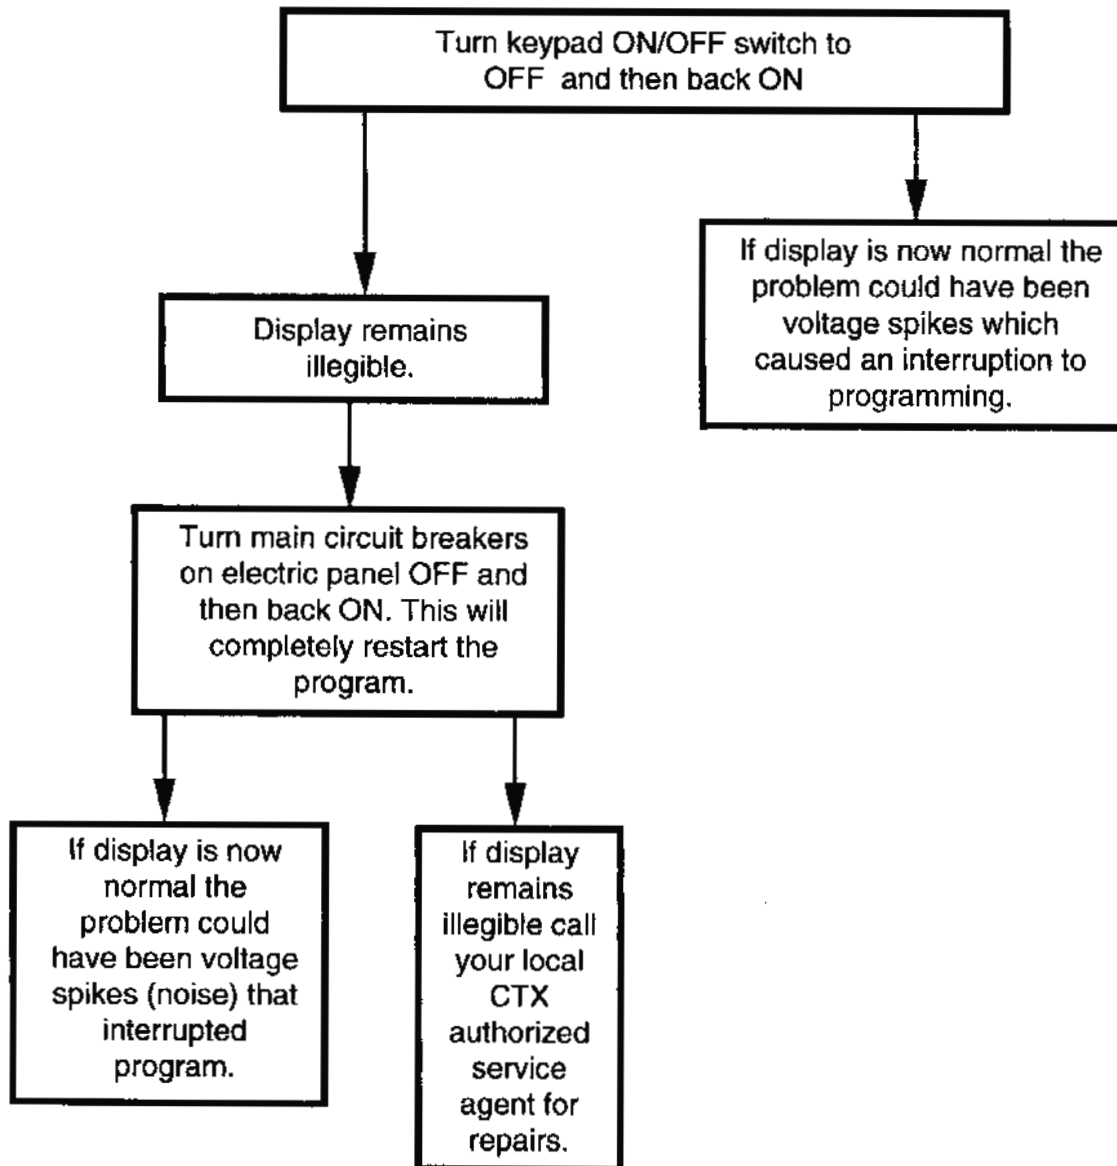 Turn keypad ON/OFF switch to
OFF and then back ON
If display is now normal the
problem could have been
voltage spikes which
caused an interruption to
programming.
Display remains
illegible.
Turn main circuit breakers
on electric panel OFF and
then back ON. This will
completely restart the
program.
If display is now
normal the
problem could
have been voltage
spikes (noise) that
interrupted
program.
If display
remains
illegible call
your local
CTX
authorized
service
agent for
repairs.